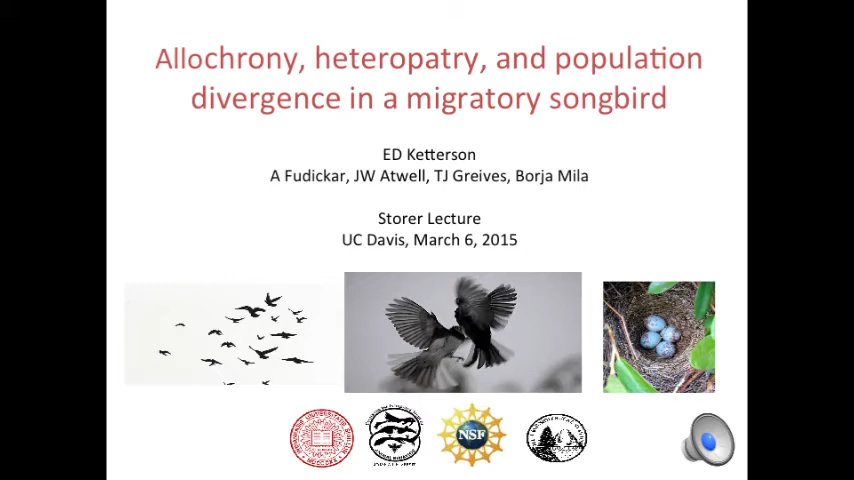 Allochrony, heteropatry, and population
divergence in a migratory songbird
ED Ketterson
A Fudickar, JW Atwell, TJ Greives, Borja Mila
Storer Lecture
UC Davis, March 6, 2015
NSF